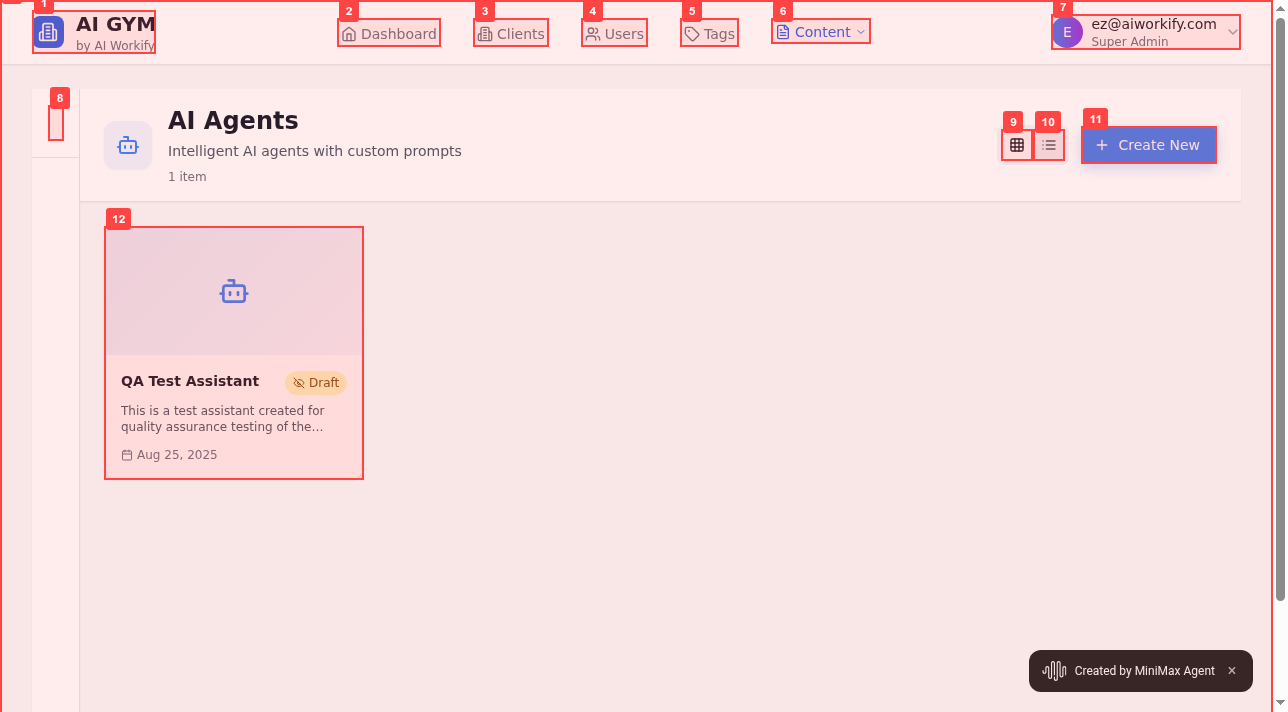 1
2
3
4
5
6
7
AI GYM
by AI Workify
Dashboard
Clients
Users
Tags
Content
E
ez@aiworkify.com
Super Admin
8
AI Agents
Intelligent AI agents with custom prompts
1 item
9
10
11
Create New
12
QA Test Assistant
Draft
This is a test assistant created for
quality assurance testing of the...
Aug 25, 2025
Created by MiniMax Agent